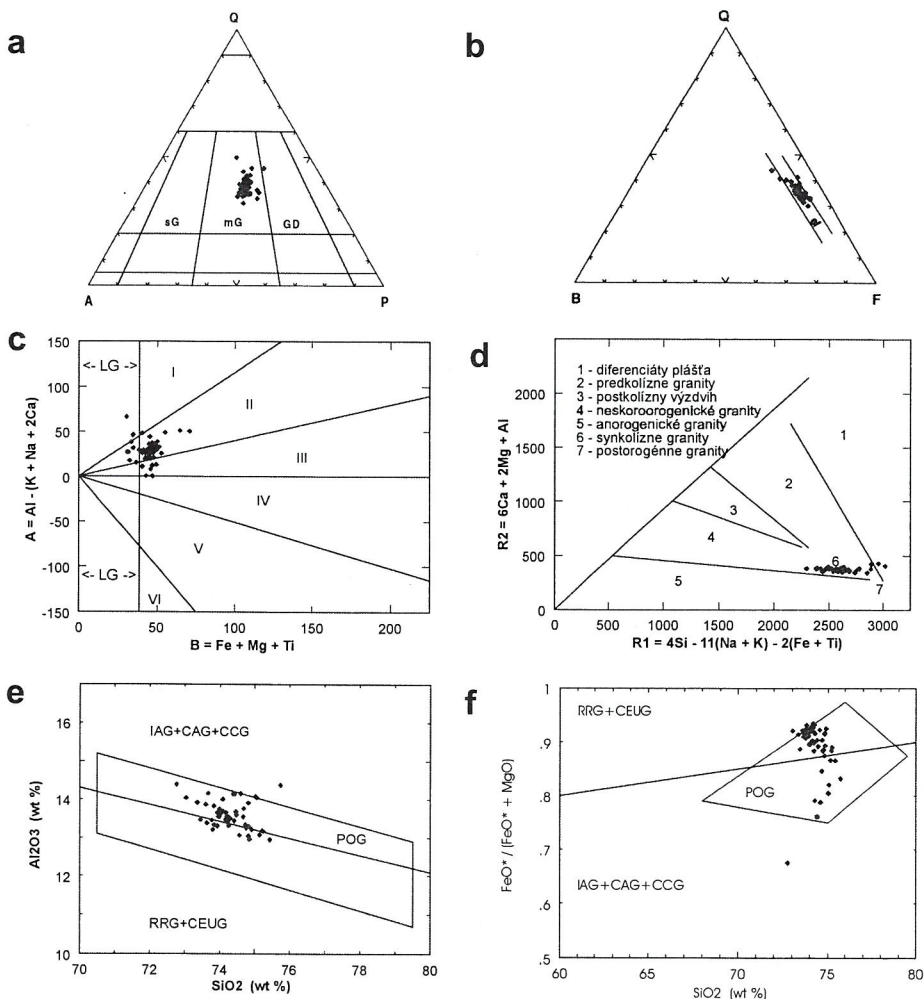 a
Q
sG
mG
GD
A
P
b
Q
B
F
c
A = Al - (K + Na + 2Ca)
150
100
50
0
-50
-100
-150
<- LG ->
I
II
III
IV
V
<- LG ->
VI
0
50
100
150
200
B = Fe + Mg + Ti
d
R2 = 6Ca + 2Mg + Al
2000
1500
1000
500
0
1 - diferenciáty plášťa
2 - predkolízne granity
3 - postkolízny výzdvih
4 - neskoroorogenické granity
5 - anorogenické granity
6 - synkolízne granity
7 - postorogénne granity
1
2
3
4
5
6
7
0
500
1000
1500
2000
2500
3000
R1 = 4Si - 11(Na + K) - 2(Fe + Ti)
e
Al2O3 (wt %)
16
14
12
10
IAG+CAG+CCG
POG
RRG+CEUG
70
72
74
76
78
80
SiO2 (wt %)
f
FeO* / (FeO* + MgO)
1
.9
.8
.7
.6
.5
RRG+CEUG
POG
IAG+CAG+CCG
60
65
70
75
80
SiO2 (wt %)